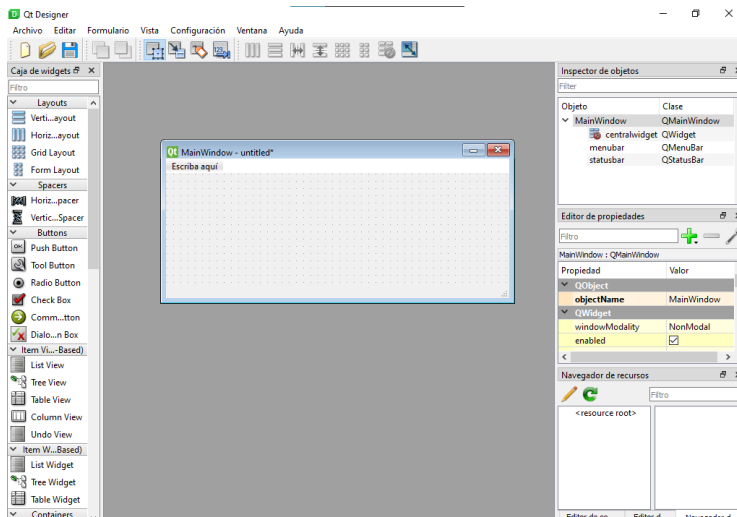 Qt Designer
Archivo Editar Formulario Vista Configuración Ventana Ayuda
Caja de widgets
Filtro
Layouts
Verti...ayout
Horiz...ayout
Grid Layout
Form Layout
Spacers
Horiz...pacer
Vertic...Spacer
Buttons
Push Button
Tool Button
Radio Button
Check Box
Comm...tton
Dialo...n Box
Item Vi...-Based)
List View
Tree View
Table View
Column View
Undo View
Item W...Based)
List Widget
Tree Widget
Table Widget
Containers
MainWindow - untitled*
Escriba aquí
Inspector de objetos
Filter
Objeto Clase
MainWindow QMainWindow
centralwidget QWidget
menubar QMenuBar
statusbar QStatusBar
Editor de propiedades
Filtro
MainWindow : QMainWindow
Propiedad Valor
QObject
objectName MainWindow
QWidget
windowModality NonModal
enabled
Navegador de recursos
Filtro
<resource root>